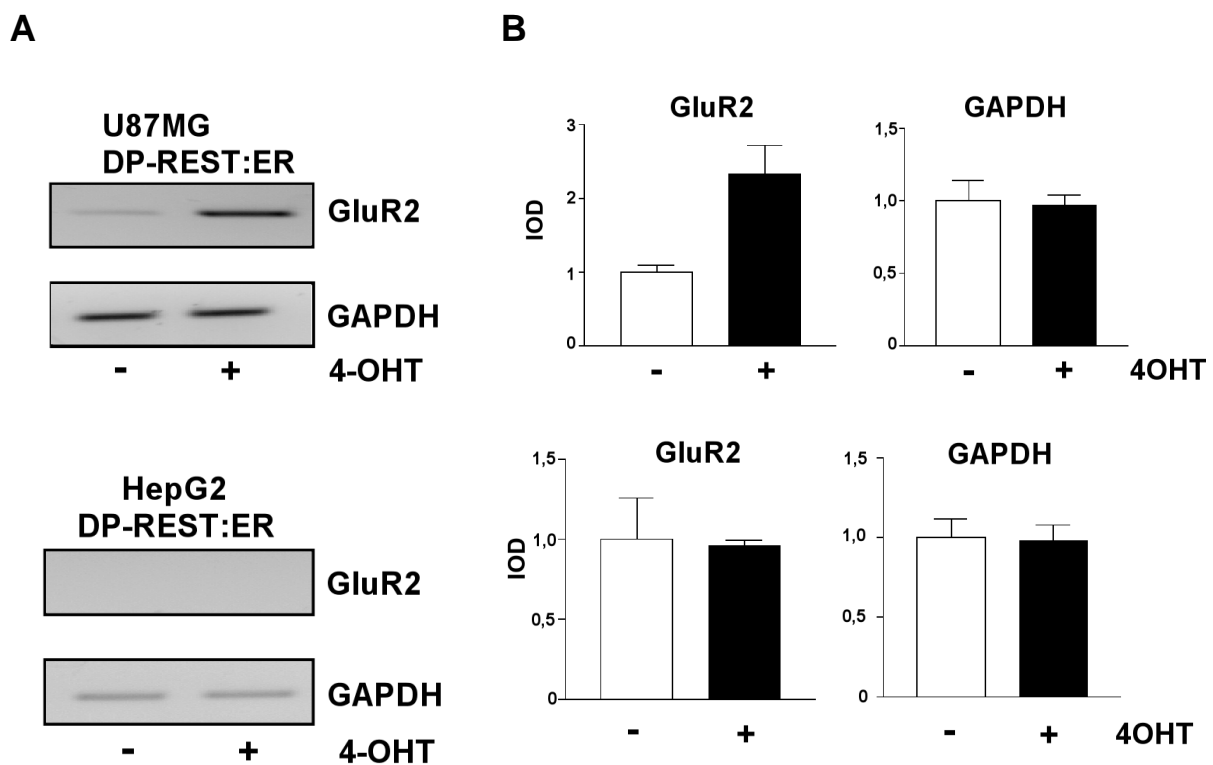 A
B
U87MG
DP-REST:ER
GluR2
GAPDH
- + 4-OHT
GluR2
3
2
1
0
IOD
- +
GAPDH
1,5
1,0
0,5
0
- + 4OHT
HepG2
DP-REST:ER
GluR2
GAPDH
- + 4-OHT
GluR2
1,5
1,0
0,5
0
IOD
- +
GAPDH
1,5
1,0
0,5
0
- + 4OHT